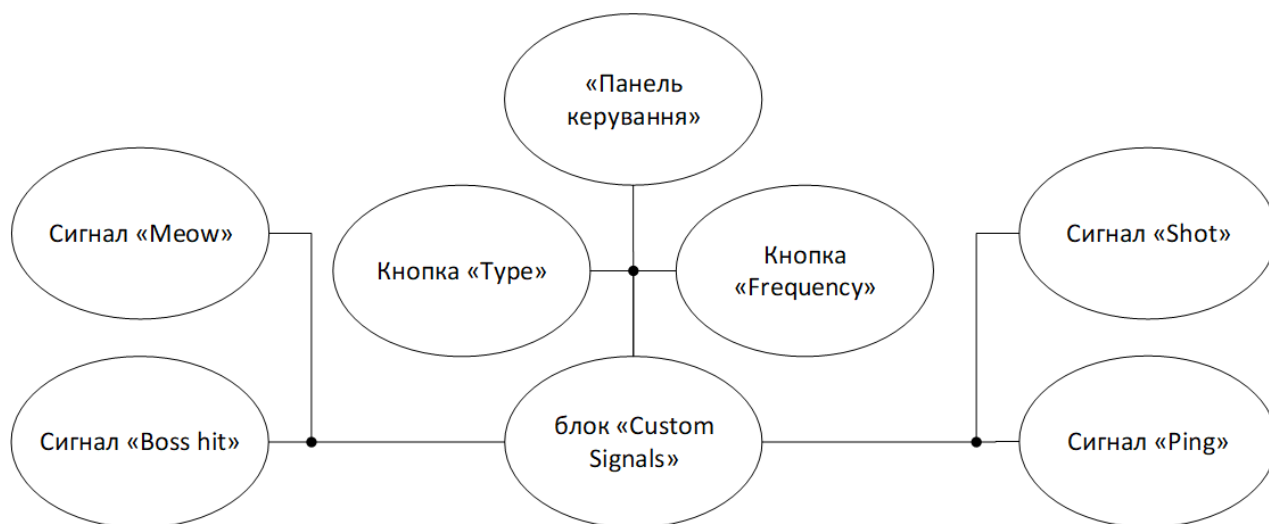 «Панель
керування»
Сигнал «Meow»
Кнопка «Type»
Кнопка
«Frequency»
Сигнал «Shot»
Сигнал «Boss hit»
блок «Custom
Signals»
Сигнал «Ping»